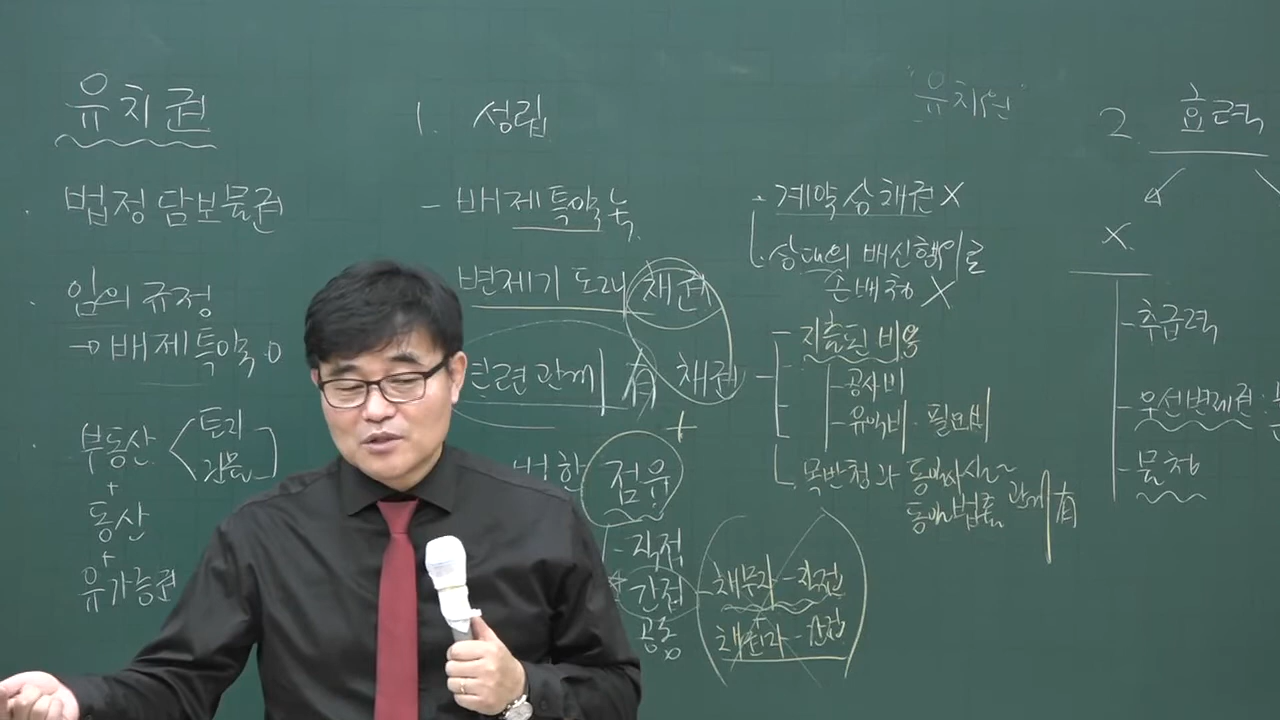 유치권
· 법정담보물권
· 임의규정
→ 배제특약 ○
· 부동산 < 토지
건물
+
동산
+
유가증권
1. 성립
- 배제특약 No.
변제기 도래 채권
견련관계 有 채권
+
점유
- 직접
* 간접
공동
채무자 - 직접
채권자 - 간접
"유치권"
· 계약상채권 X
상대의 배신행위로
손배청 X
- 지출된 비용
- 공사비
- 유익비 · 필요비
목반청과 동일사실
동일법률 관계 有
2. 효력
X
- 추급력
- 우선변제권 :
- 물청